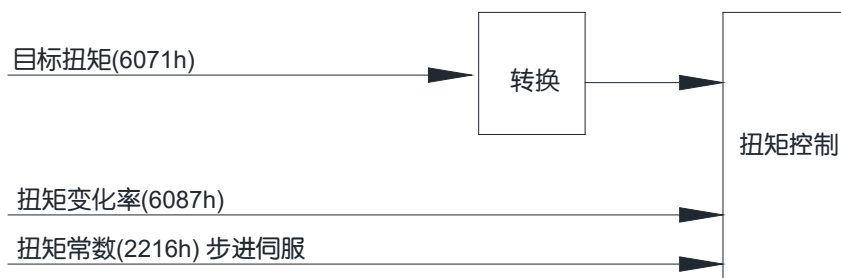 目标扭矩(6071h)
转换
扭矩控制
扭矩变化率(6087h)
扭矩常数(2216h) 步进伺服